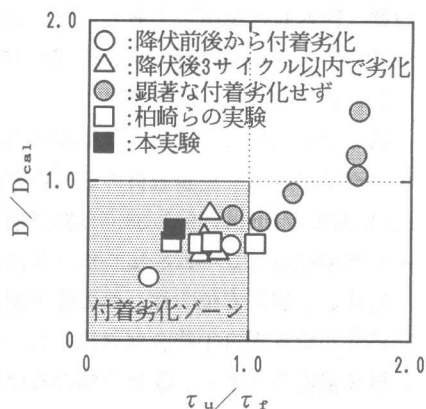 2.0
○:降伏前後から付着劣化
△:降伏後3サイクル以内で劣化
:顕著な付着劣化せず
□:柏崎らの実験
■:本実験
D/Dcal
1.0
付着劣化ゾーン
0
0
1.0
2.0
τu/τf